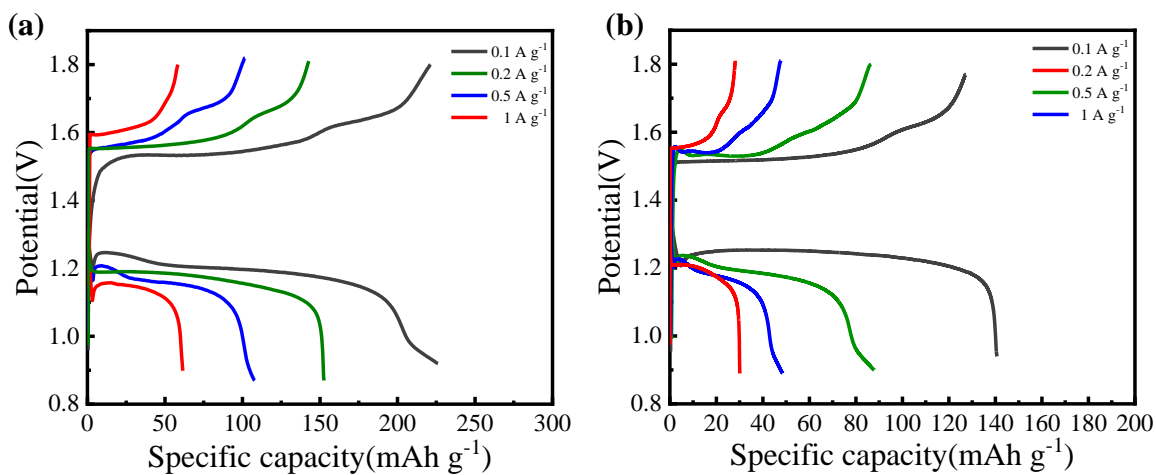 (a)
0.1 A g⁻¹
0.2 A g⁻¹
0.5 A g⁻¹
1 A g⁻¹
Potential(V)
1.8
1.6
1.4
1.2
1.0
0.8
0 50 100 150 200 250 300
Specific capacity(mAh g⁻¹)
(b)
0.1 A g⁻¹
0.2 A g⁻¹
0.5 A g⁻¹
1 A g⁻¹
Potential(V)
1.8
1.6
1.4
1.2
1.0
0.8
0 20 40 60 80 100 120 140 160 180 200
Specific capacity(mAh g⁻¹)